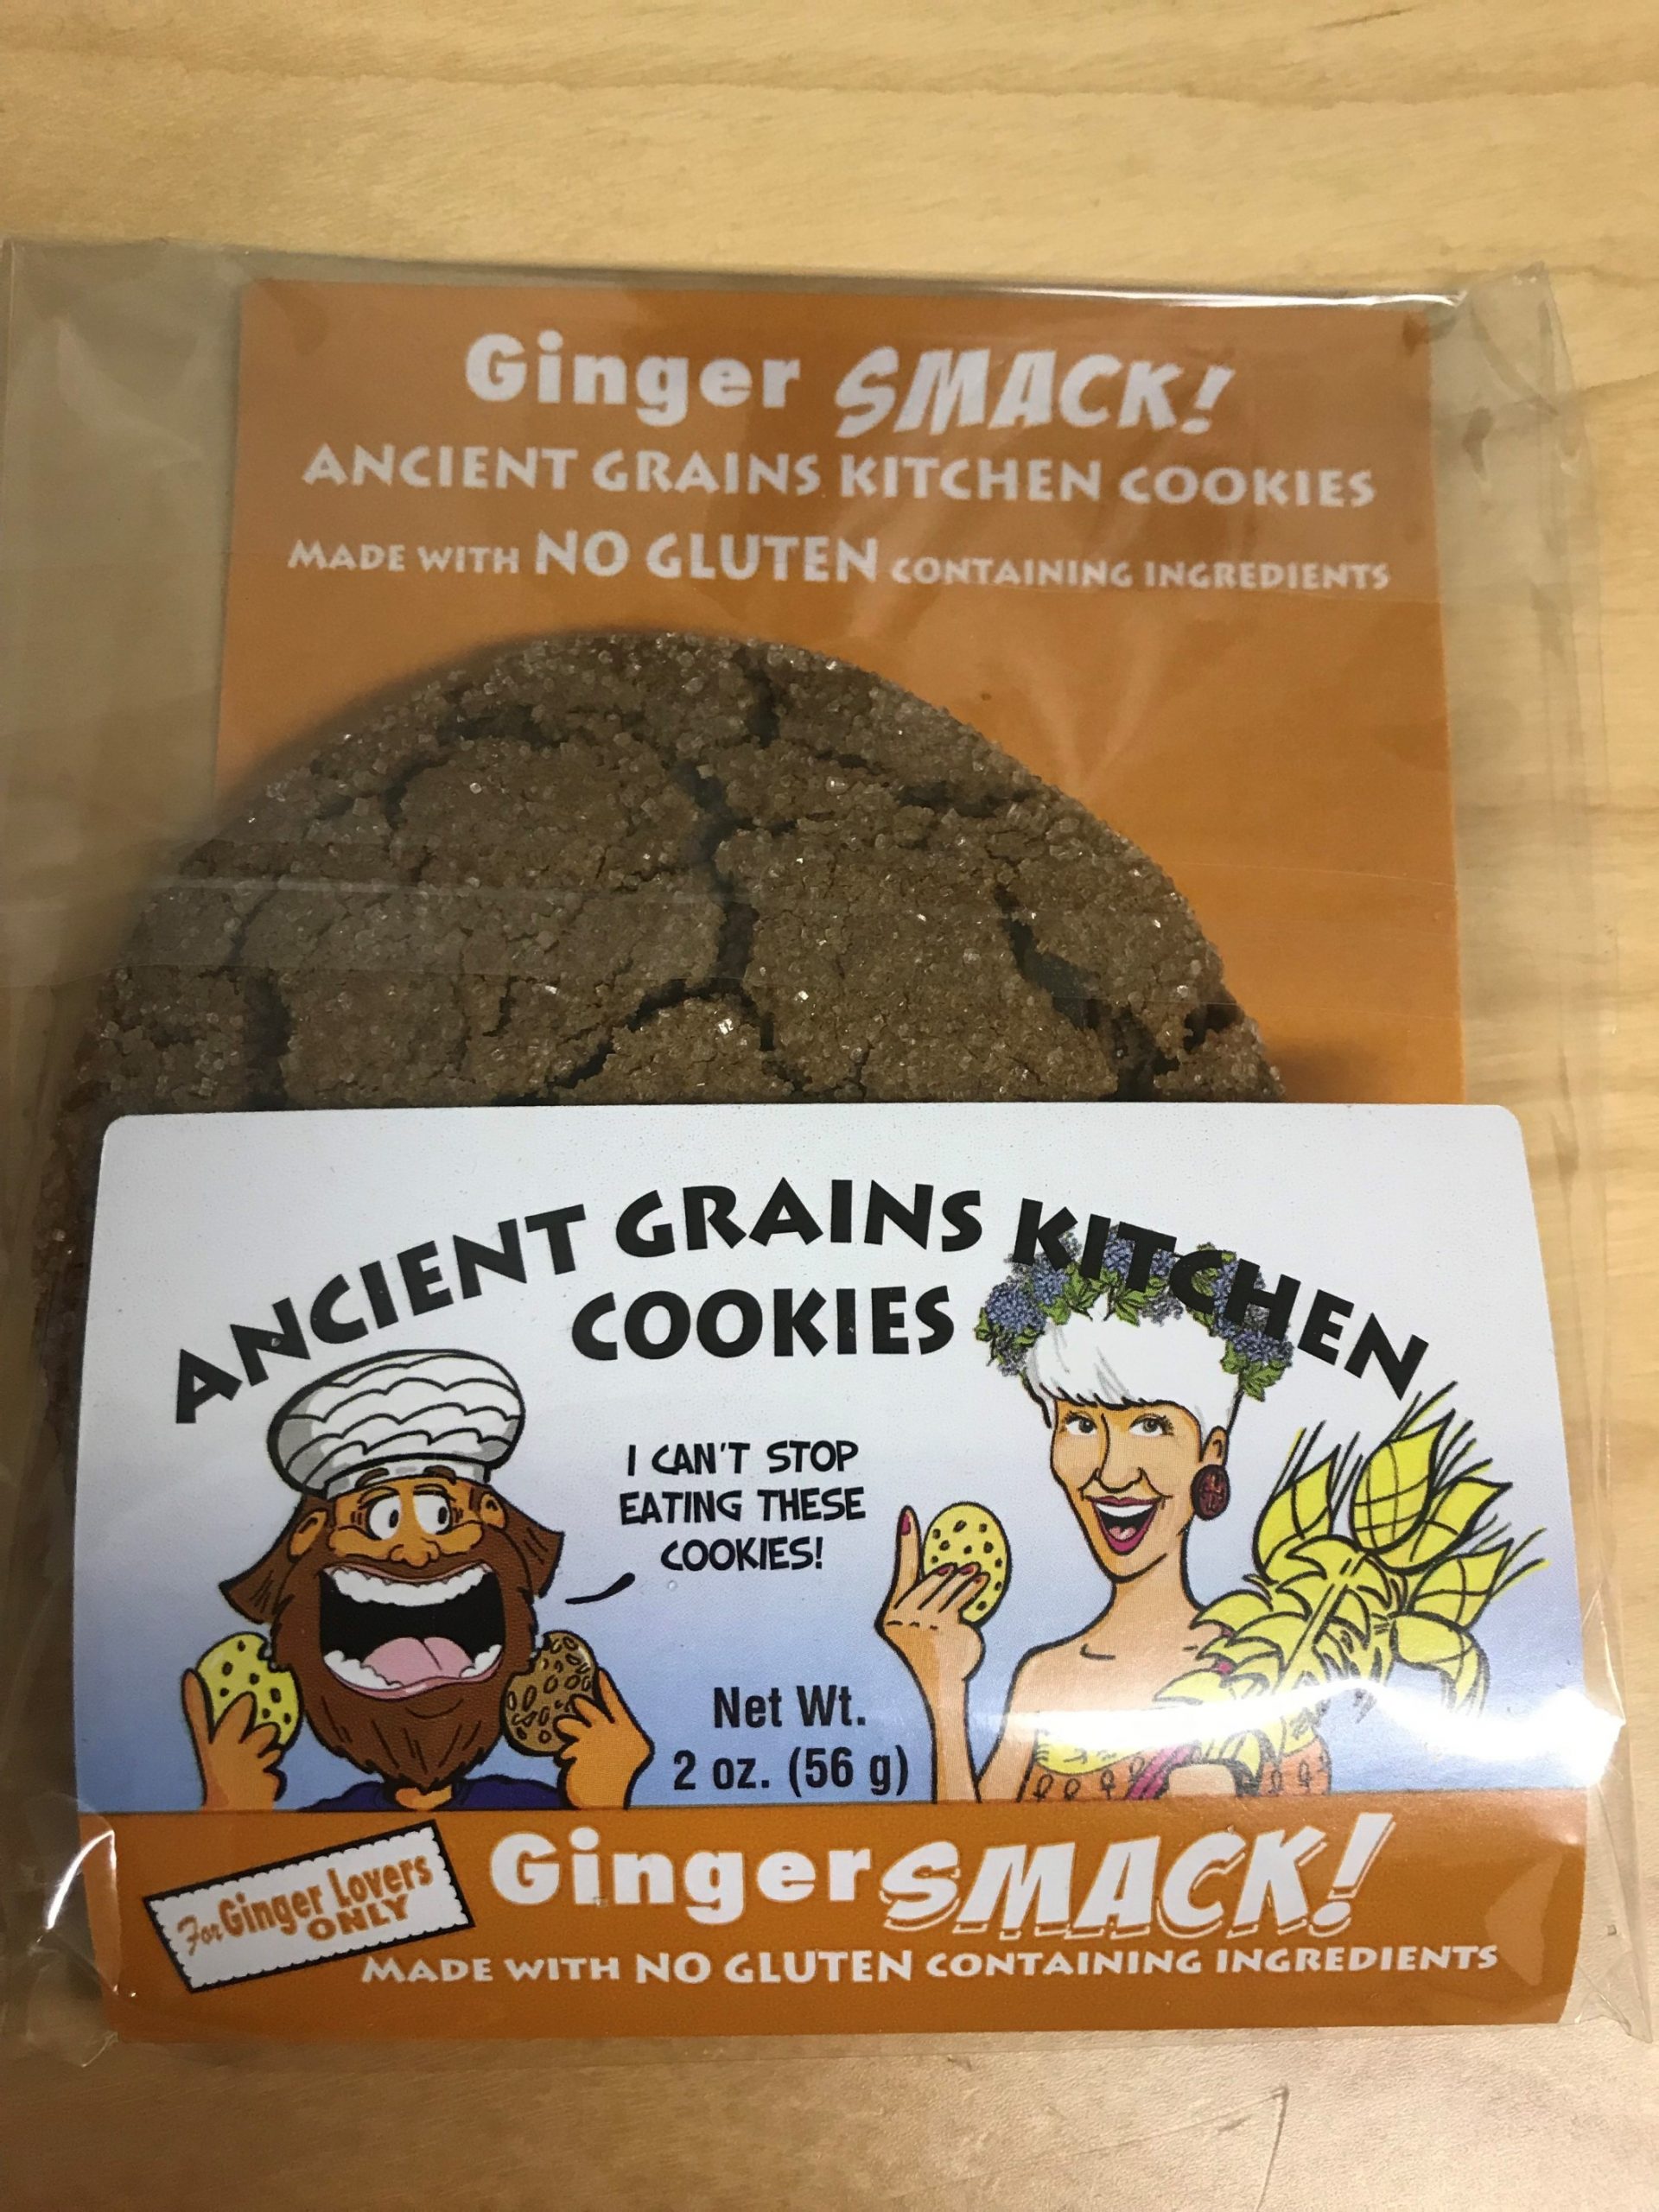 Ginger SMACK!
ANCIENT GRAINS KITCHEN COOKIES
MADE WITH NO GLUTEN CONTAINING INGREDIENTS
ANCIENT GRAINS KITCHEN
COOKIES
I CAN'T STOP
EATING THESE
COOKIES!
Net Wt.
2 oz. (56 g)
For Ginger Lovers
ONLY
Ginger SMACK!
MADE WITH NO GLUTEN CONTAINING INGREDIENTS